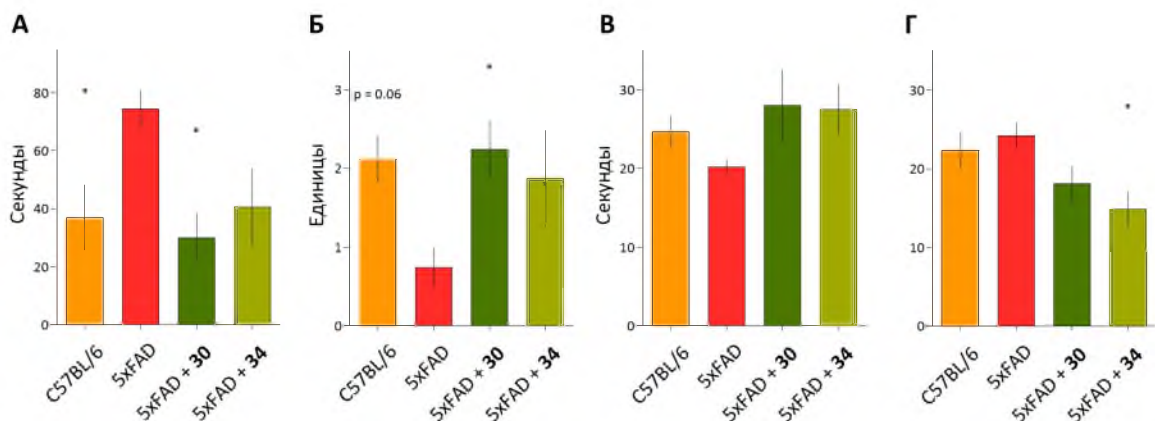 А
Секунды
80
60
40
20
0
*
*
C57BL/6
5xFAD
5xFAD + 30
5xFAD + 34
Б
Единицы
3
2
1
0
p = 0.06
*
C57BL/6
5xFAD
5xFAD + 30
5xFAD + 34
В
Секунды
30
20
10
0
C57BL/6
5xFAD
5xFAD + 30
5xFAD + 34
Г
30
20
10
0
*
C57BL/6
5xFAD
5xFAD + 30
5xFAD + 34